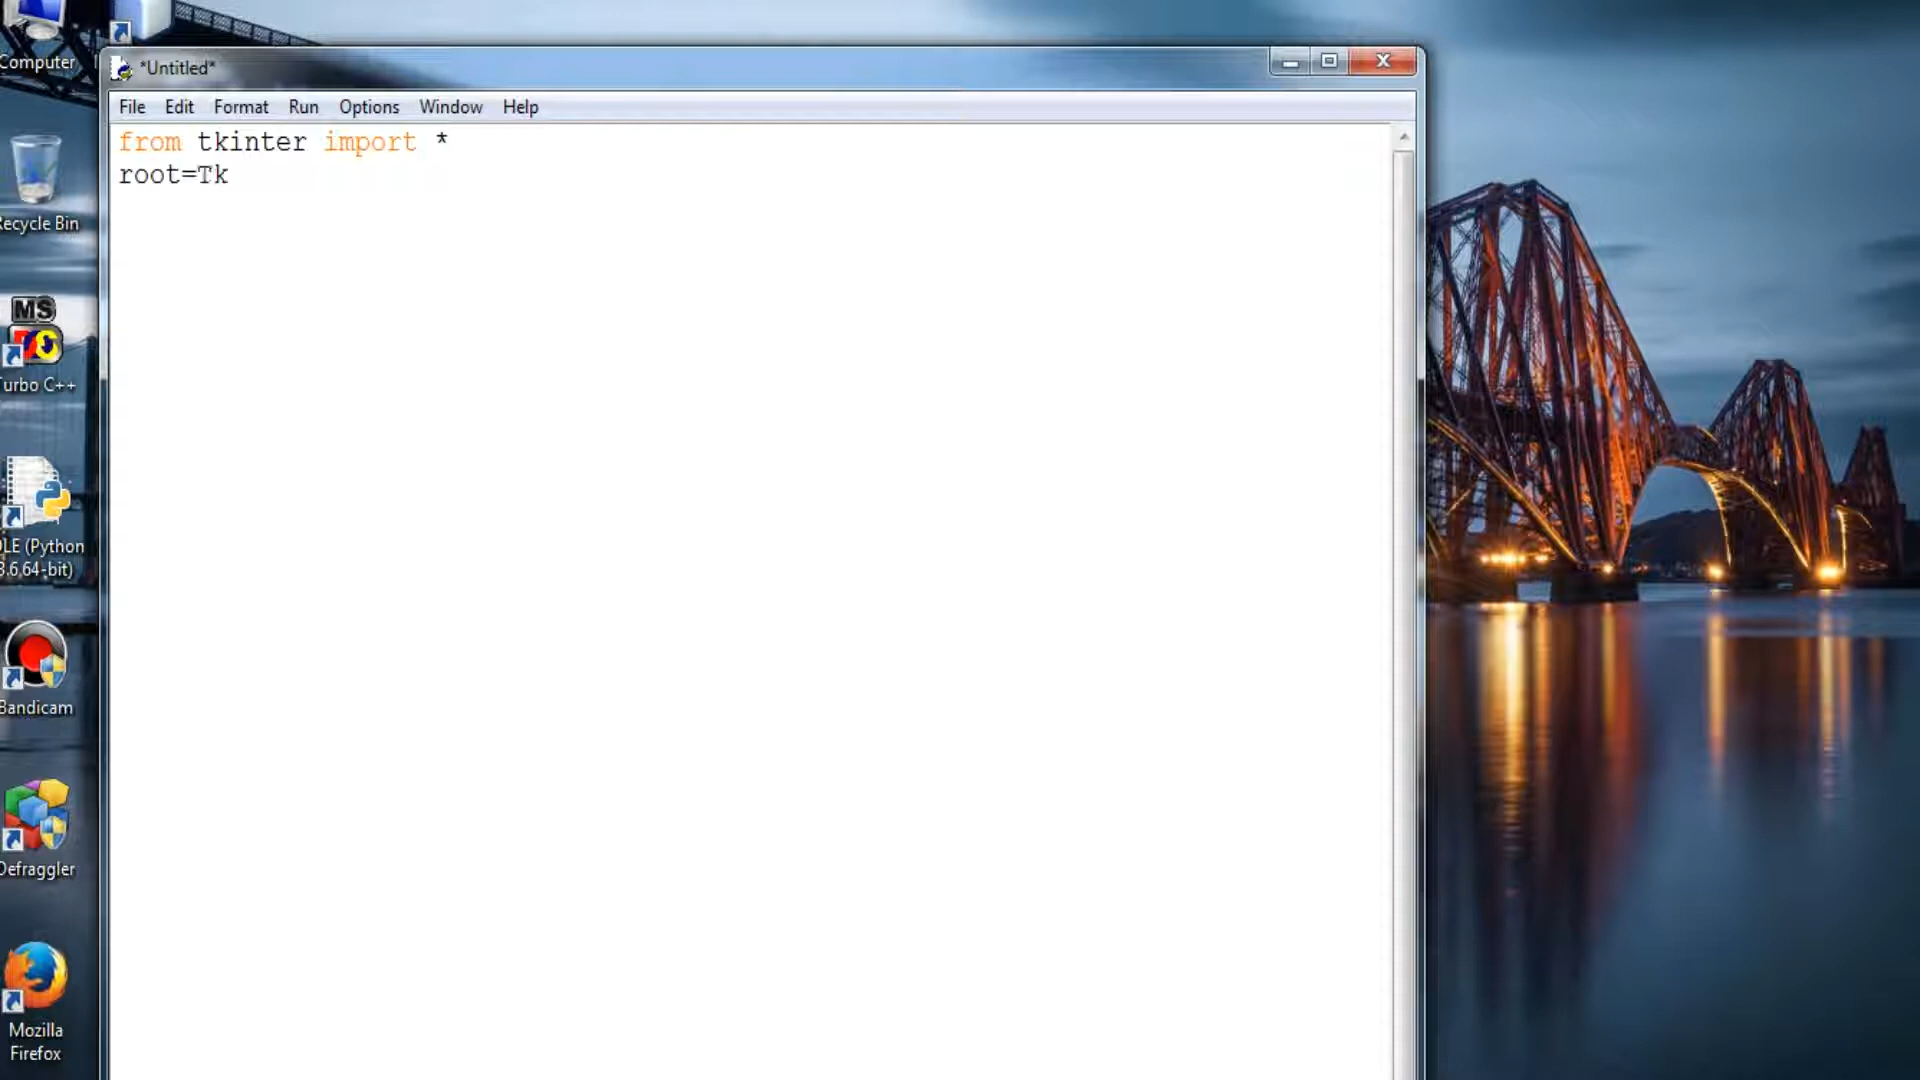 Computer
*Untitled*
File Edit Format Run Options Window Help
from tkinter import *
root=Tk
Recycle Bin
MS
Turbo C++
IDLE (Python
3.6 64-bit)
Bandicam
Defraggler
Mozilla
Firefox